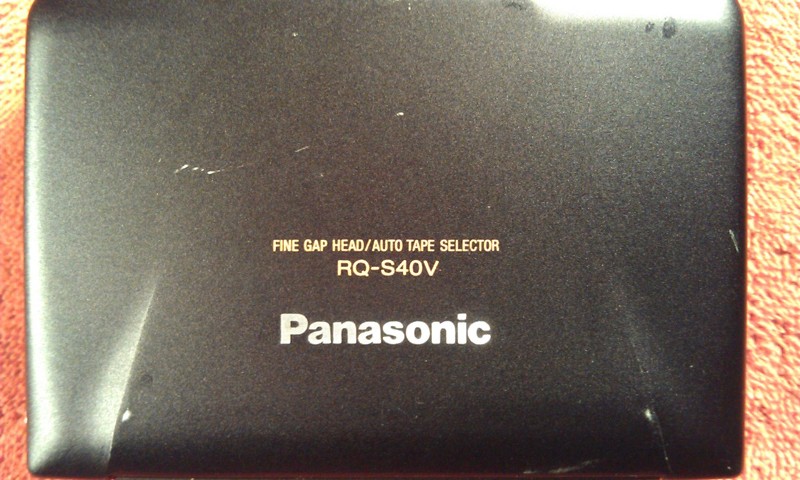 FINE GAP HEAD/AUTO TAPE SELECTOR
RQ-S40V
Panasonic